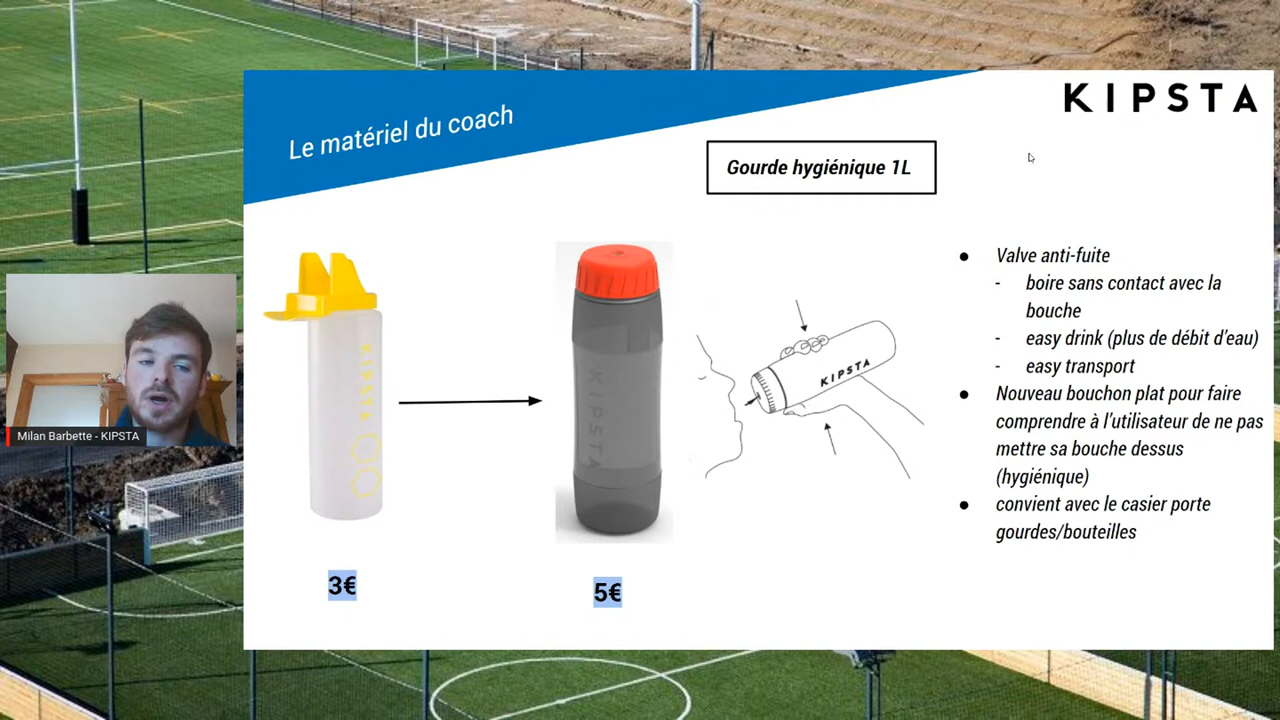 Le matériel du coach
KIPSTA
Gourde hygiénique 1L
KIPSTA
KIPSTA
KIPSTA
● Valve anti-fuite
- boire sans contact avec la
bouche
- easy drink (plus de débit d'eau)
- easy transport
● Nouveau bouchon plat pour faire
comprendre à l'utilisateur de ne pas
mettre sa bouche dessus
(hygiénique)
● convient avec le casier porte
gourdes/bouteilles
3€
5€
Milan Barbette - KIPSTA